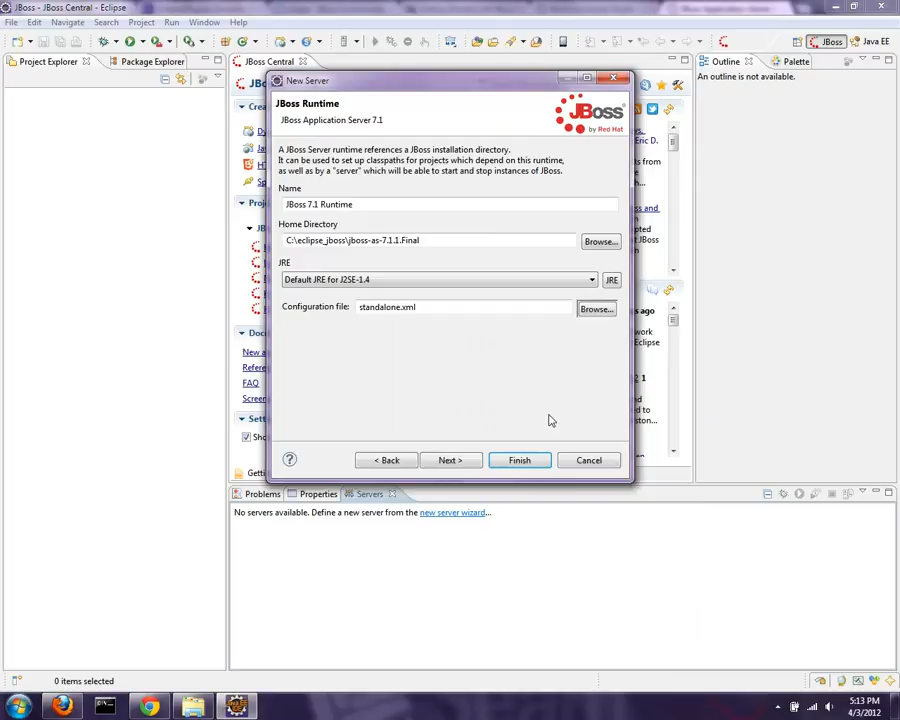 JBoss - JBoss Central - Eclipse
File Edit Navigate Search Project Run Window Help
JBoss Java EE
Project Explorer Package Explorer
JBoss Central
Outline Palette
An outline is not available.
New Server
JBoss Runtime
JBoss Application Server 7.1
JBoss
by Red Hat
A JBoss Server runtime references a JBoss installation directory.
It can be used to set up classpaths for projects which depend on this runtime,
as well as by a "server" which will be able to start and stop instances of JBoss.
Name
JBoss 7.1 Runtime
Home Directory
C:\eclipse_jboss\jboss-as-7.1.1.Final
Browse...
JRE
Default JRE for J2SE-1.4
JRE
Configuration file: standalone.xml
Browse...
< Back Next > Finish Cancel
Problems Properties Servers
No servers available. Define a new server from the new server wizard...
0 items selected
5:13 PM
4/3/2012